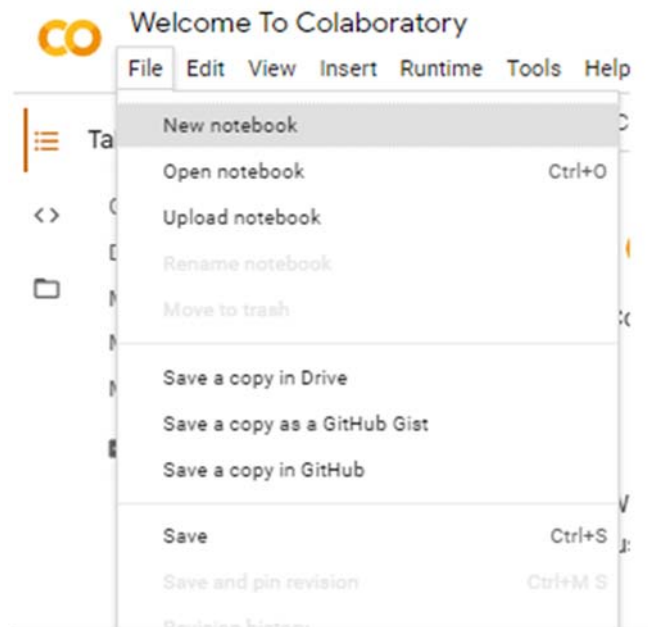 Welcome To Colaboratory
File Edit View Insert Runtime Tools Help
New notebook
Ta
Open notebook Ctrl+O
Upload notebook
Rename notebook
Move to trash
Save a copy in Drive
Save a copy as a GitHub Gist
Save a copy in GitHub
Save Ctrl+S
Save and pin revision Ctrl+M S